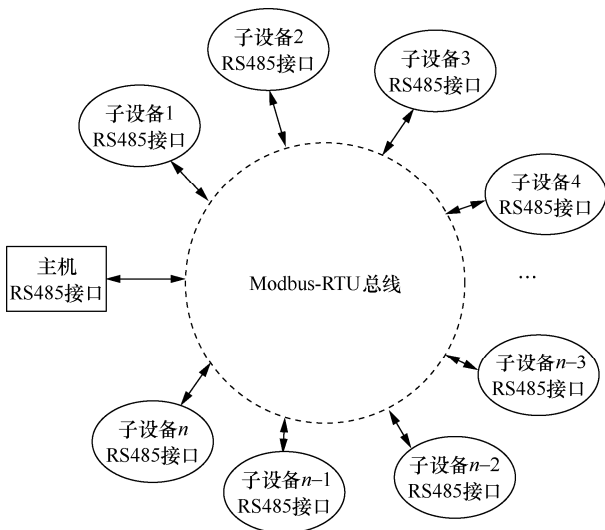 子设备2
RS485接口
子设备3
RS485接口
子设备1
RS485接口
子设备4
RS485接口
主机
RS485接口
Modbus-RTU总线
...
子设备n-3
RS485接口
子设备n
RS485接口
子设备n-2
RS485接口
子设备n-1
RS485接口